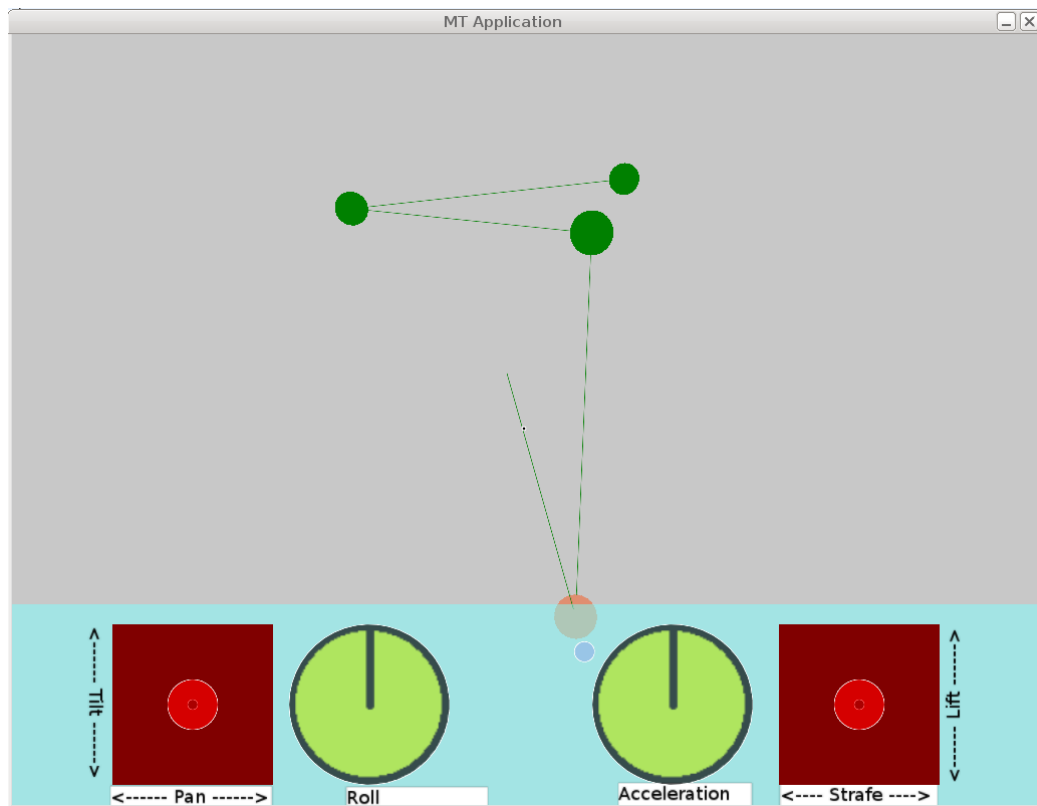 MT Application
<------ Tilt ------>
<------ Pan ------>
Roll
Acceleration
<---- Strafe ---->
<----- Lift ----->